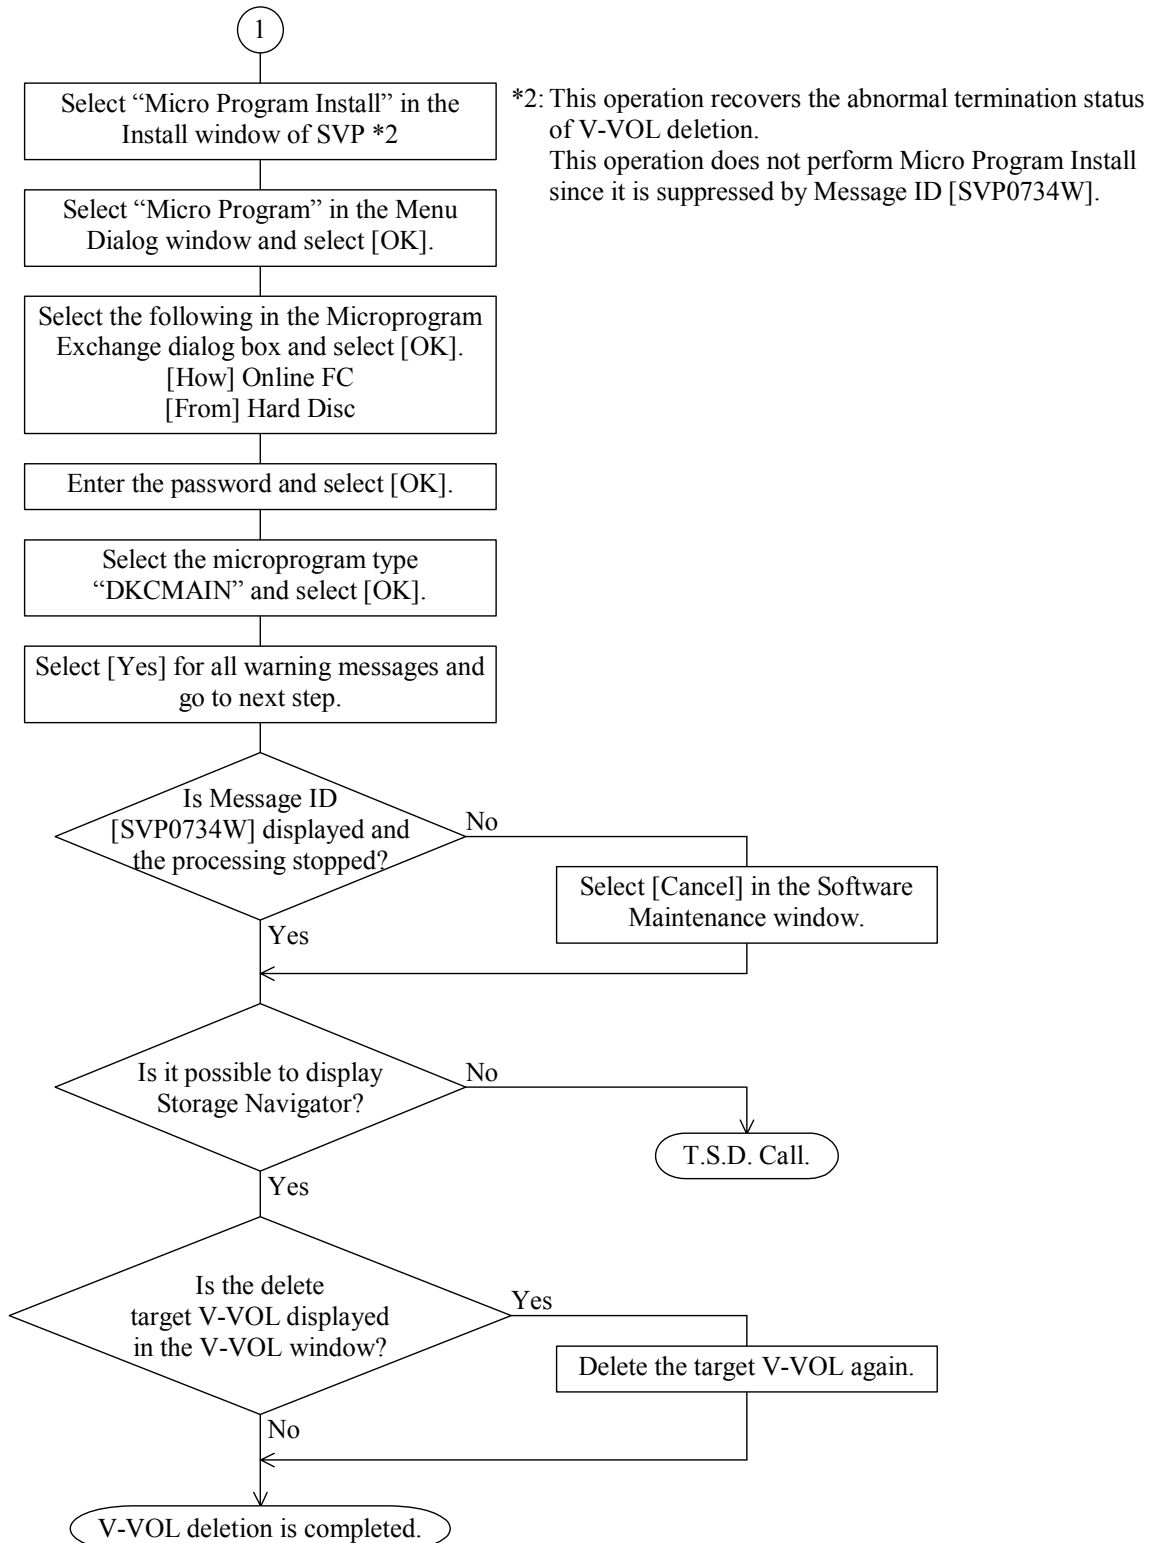 1
Select “Micro Program Install” in the
Install window of SVP *2
*2: This operation recovers the abnormal termination status
of V-VOL deletion.
This operation does not perform Micro Program Install
since it is suppressed by Message ID [SVP0734W].
Select “Micro Program” in the Menu
Dialog window and select [OK].
Select the following in the Microprogram
Exchange dialog box and select [OK].
[How] Online FC
[From] Hard Disc
Enter the password and select [OK].
Select the microprogram type
“DKCMAIN” and select [OK].
Select [Yes] for all warning messages and
go to next step.
Is Message ID
[SVP0734W] displayed and
the processing stopped?
No
Select [Cancel] in the Software
Maintenance window.
Yes
Is it possible to display
Storage Navigator?
No
T.S.D. Call.
Yes
Is the delete
target V-VOL displayed
in the V-VOL window?
Yes
Delete the target V-VOL again.
No
V-VOL deletion is completed.